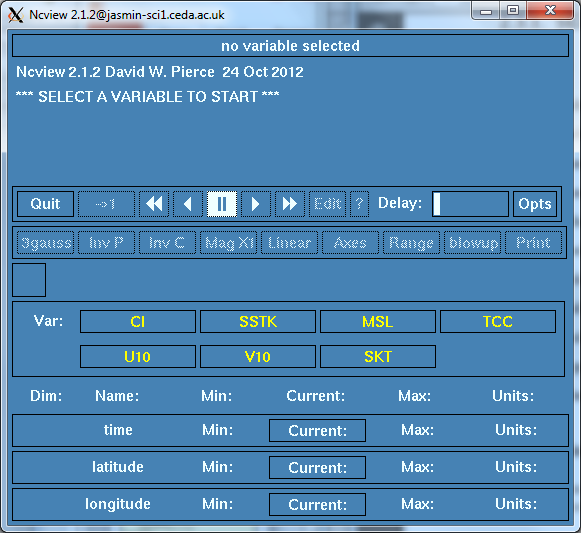 Ncview 2.1.2@jasmin-sci1.ceda.ac.uk
no variable selected
Ncview 2.1.2 David W. Pierce  24 Oct 2012
*** SELECT A VARIABLE TO START ***
Quit ->1 Edit ? Delay: Opts
3gauss Inv P Inv C Mag X1 Linear Axes Range blowup Print
Var: CI SSTK MSL TCC
U10 V10 SKT
Dim: Name: Min: Current: Max: Units:
time Min: Current: Max: Units:
latitude Min: Current: Max: Units:
longitude Min: Current: Max: Units: